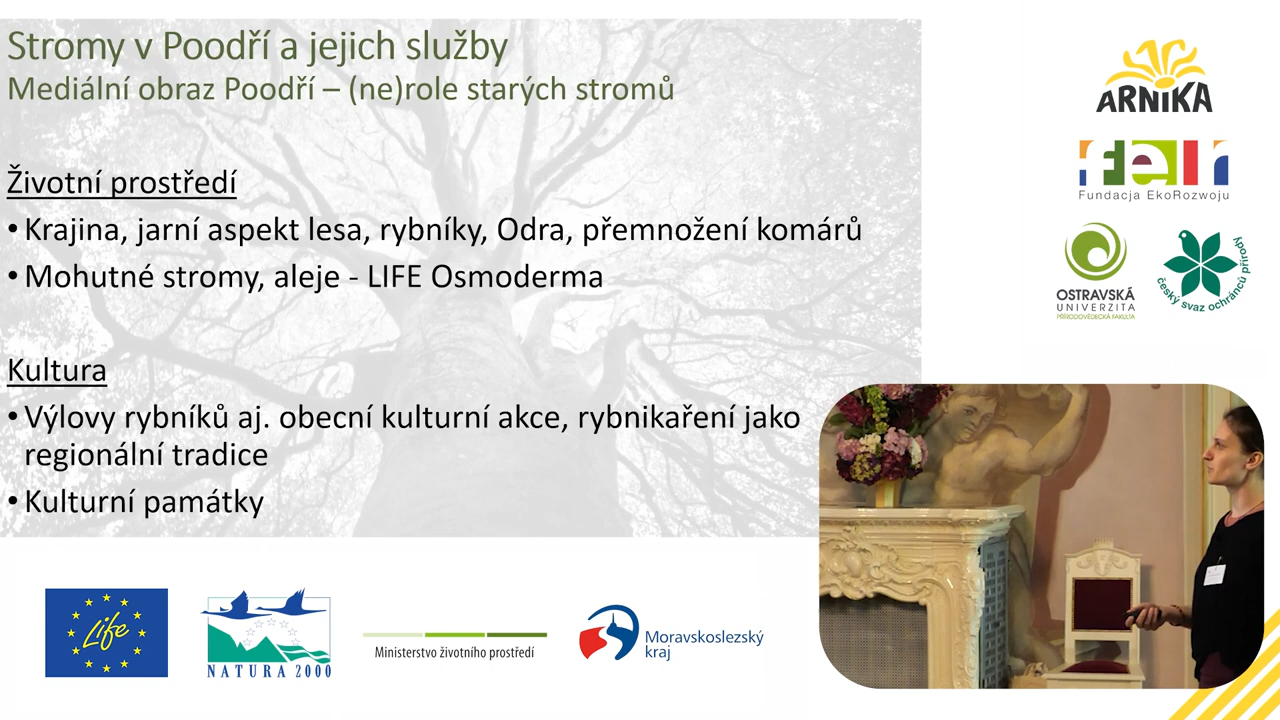 Stromy v Poodří a jejich služby
Mediální obraz Poodří – (ne)role starých stromů
Životní prostředí
• Krajina, jarní aspekt lesa, rybníky, Odra, přemnožení komárů
• Mohutné stromy, aleje - LIFE Osmoderma
Kultura
• Výlovy rybníků aj. obecní kulturní akce, rybnikaření jako
regionální tradice
• Kulturní památky
ARNIKA
feri
Fundacja EkoRozwoju
OSTRAVSKÁ
UNIVERZITA
PŘÍRODOVĚDECKÁ FAKULTA
český svaz ochránců přírody
Life
NATURA 2000
Ministerstvo životního prostředí
Moravskoslezský
kraj